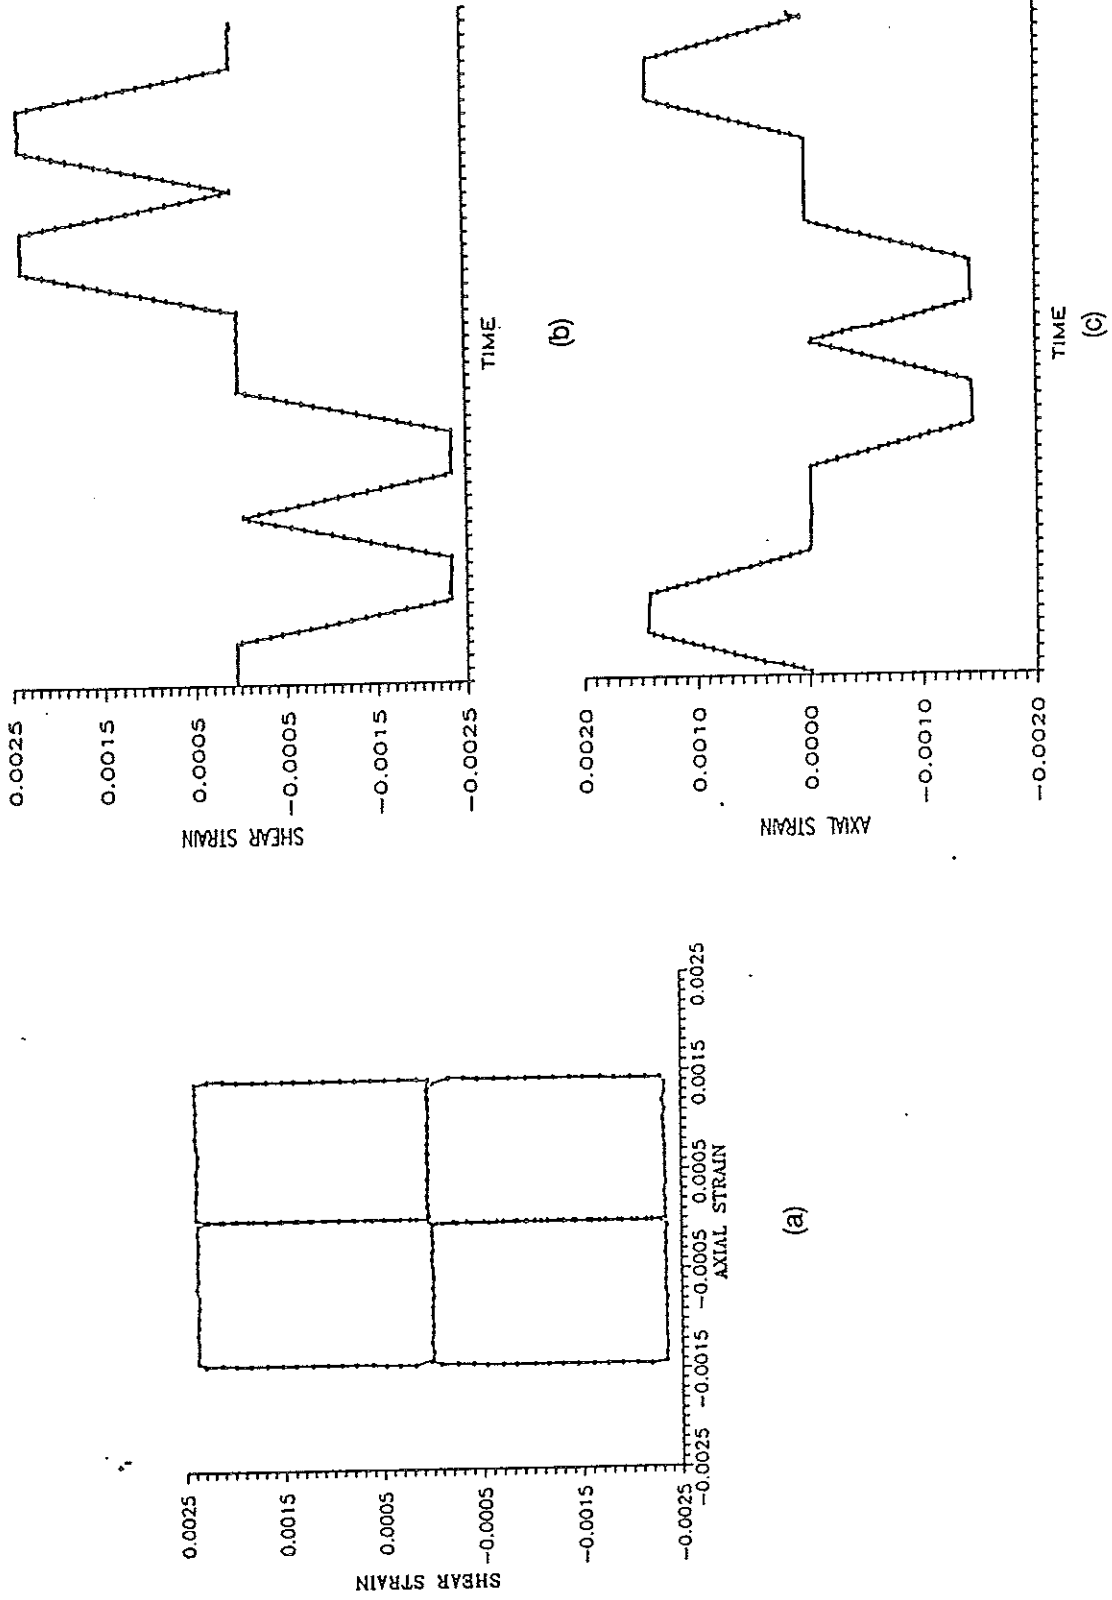 0.0025
0.0015
0.0005
-0.0005
-0.0015
-0.0025
SHEAR STRAIN
-0.0025 -0.0015 -0.0005 0.0005 0.0015 0.0025
AXIAL STRAIN
(a)
0.0025
0.0015
0.0005
-0.0005
-0.0015
-0.0025
SHEAR STRAIN
TIME
(b)
0.0020
0.0010
0.0000
-0.0010
-0.0020
AXIAL STRAIN
TIME
(c)